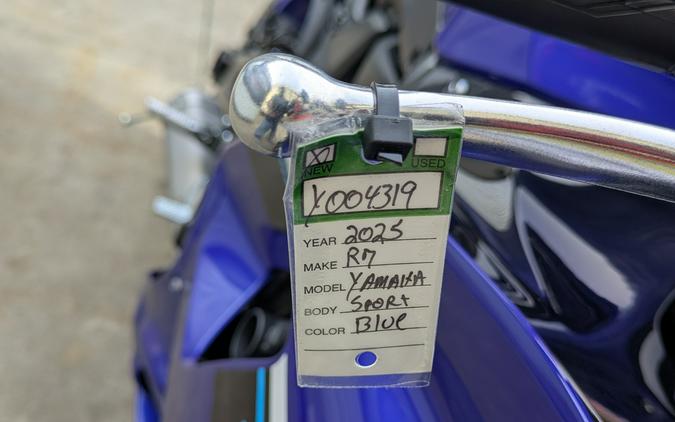 X NEW USED
Y004319
YEAR 2025
MAKE R7
MODEL YAMAHA
BODY SPORT
COLOR Blue